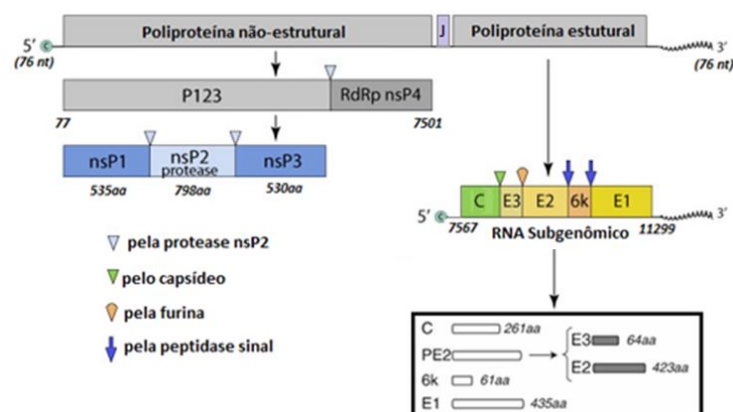 Poliproteína não-estrutural
J
Poliproteína estutural
5' c
3'
(76 nt)
(76 nt)
P123
RdRp nsP4
77
7501
nsP1
nsP2
protease
nsP3
535aa
798aa
530aa
C
E3
E2
6k
E1
5' c
3'
7567
RNA Subgenômico
11299
pela protease nsP2
pelo capsídeo
pela furina
pela peptidase sinal
C
261aa
E3
64aa
PE2
E2
423aa
6k
61aa
E1
435aa